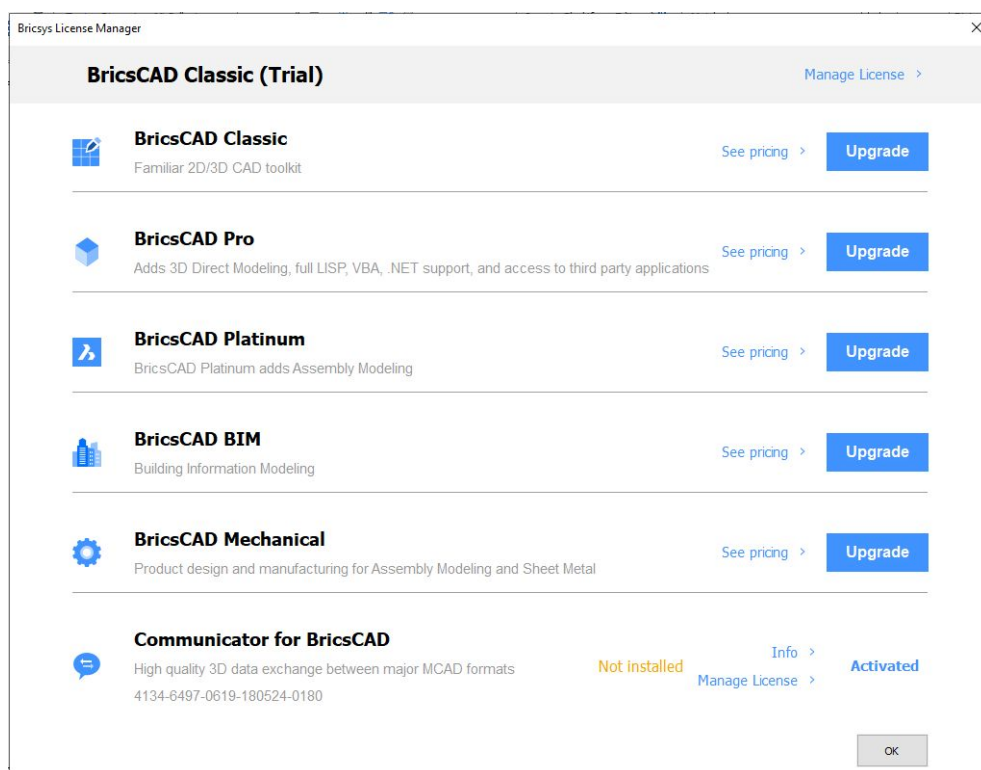 Bricsys License Manager
BricsCAD Classic (Trial)
Manage License >
BricsCAD Classic
Familiar 2D/3D CAD toolkit
See pricing >
Upgrade
BricsCAD Pro
Adds 3D Direct Modeling, full LISP, VBA, .NET support, and access to third party applications
See pricing >
Upgrade
BricsCAD Platinum
BricsCAD Platinum adds Assembly Modeling
See pricing >
Upgrade
BricsCAD BIM
Building Information Modeling
See pricing >
Upgrade
BricsCAD Mechanical
Product design and manufacturing for Assembly Modeling and Sheet Metal
See pricing >
Upgrade
Communicator for BricsCAD
High quality 3D data exchange between major MCAD formats
4134-6497-0619-180524-0180
Not installed
Info >
Manage License >
Activated
OK